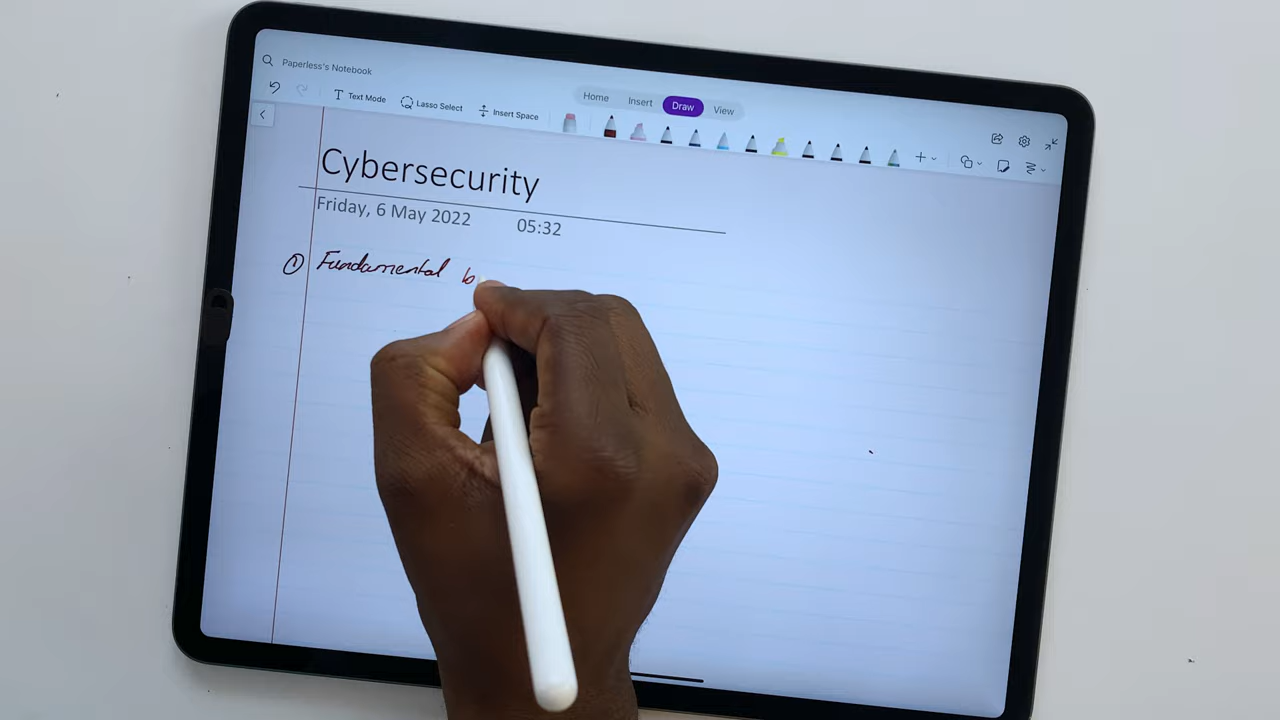 Paperless's Notebook
Home Insert Draw View
Text Mode Lasso Select Insert Space
Cybersecurity
Friday, 6 May 2022 05:32
① Fundamental